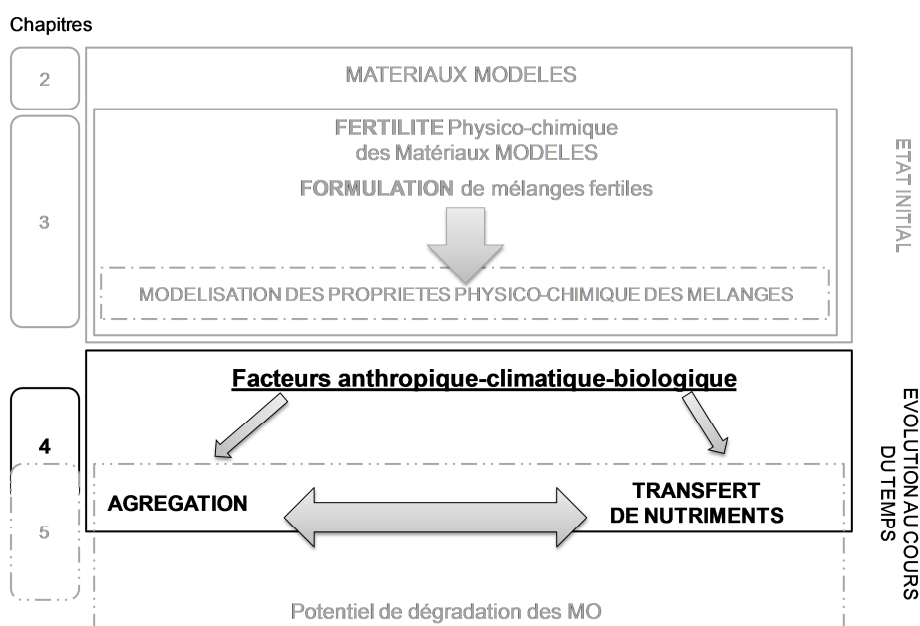 Chapitres
2
MATERIAUX MODELES
3
FERTILITE Physico-chimique
des Matériaux MODELES
FORMULATION de mélanges fertiles
MODELISATION DES PROPRIETES PHYSICO-CHIMIQUE DES MELANGES
ETAT INITIAL
4
Facteurs anthropique-climatique-biologique
5
AGREGATION
TRANSFERT
DE NUTRIMENTS
Potentiel de dégradation des MO
EVOLUTION AU COURS
DU TEMPS